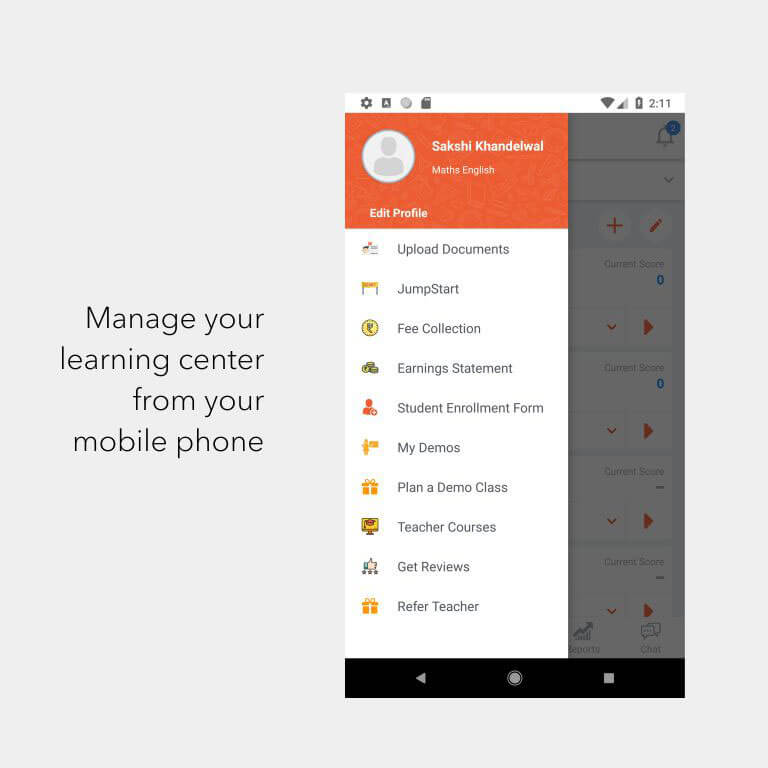 Manage your
learning center
from your
mobile phone
2:11
Sakshi Khandelwal
Maths English
Edit Profile
Upload Documents
JumpStart
Fee Collection
Earnings Statement
Student Enrollment Form
My Demos
Plan a Demo Class
Teacher Courses
Get Reviews
Refer Teacher
2
Current Score
0
Current Score
0
Current Score
–
Current Score
–
Reports
Chat